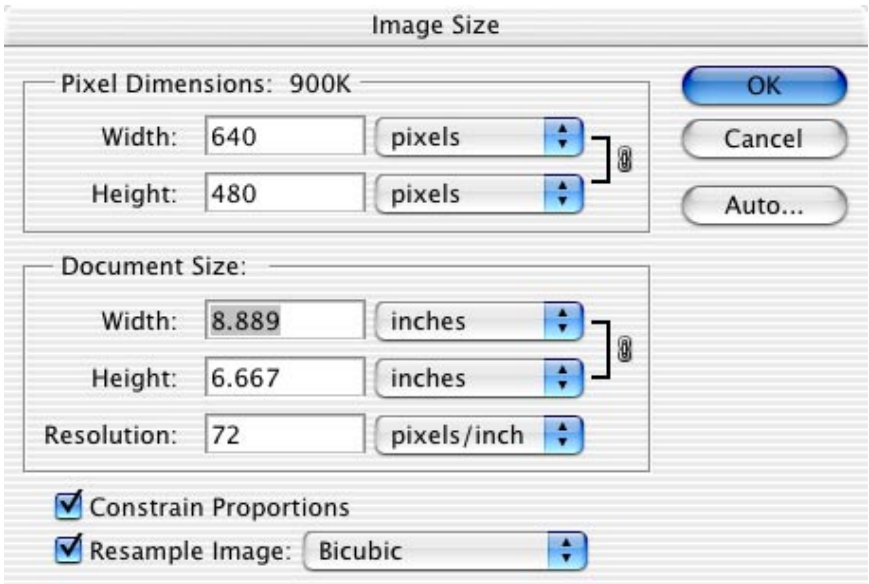 Image Size
Pixel Dimensions: 900K
OK
Width: 640 pixels
Cancel
Height: 480 pixels
Auto...
Document Size:
Width: 8.889 inches
Height: 6.667 inches
Resolution: 72 pixels/inch
Constrain Proportions
Resample Image: Bicubic